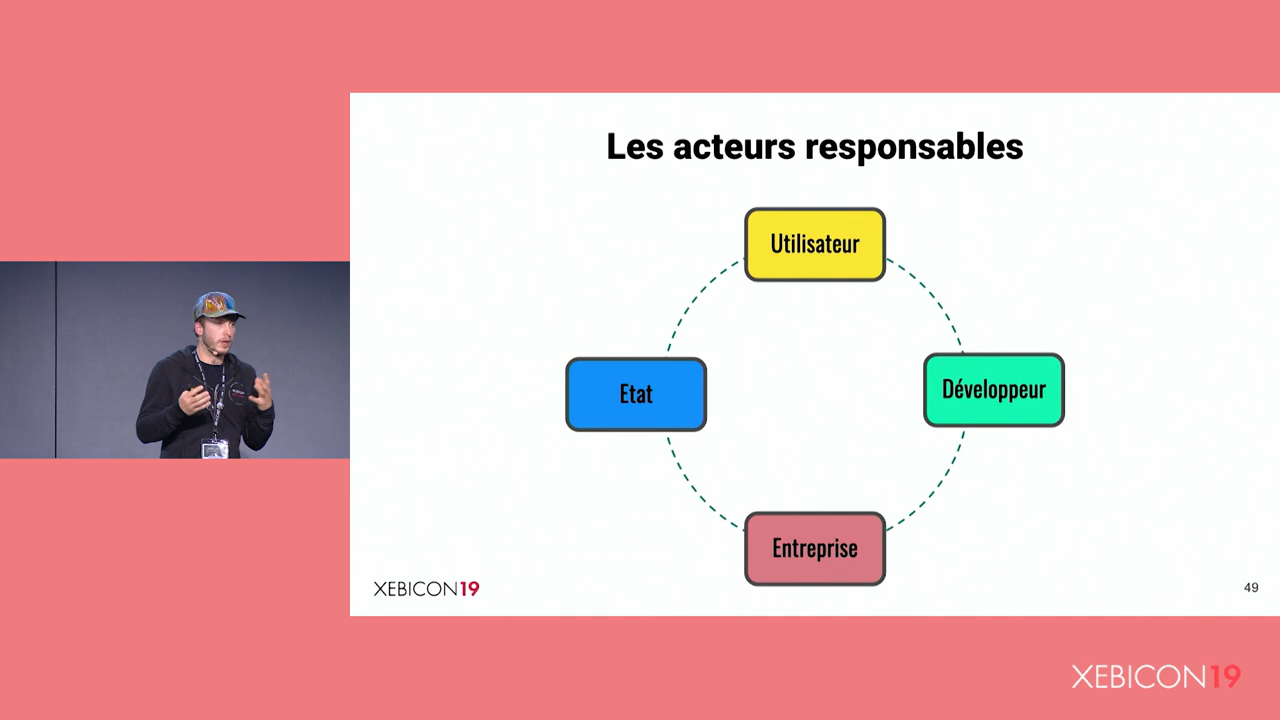 Les acteurs responsables
Utilisateur
Etat
Développeur
Entreprise
XEBICON19
49
XEBICON19